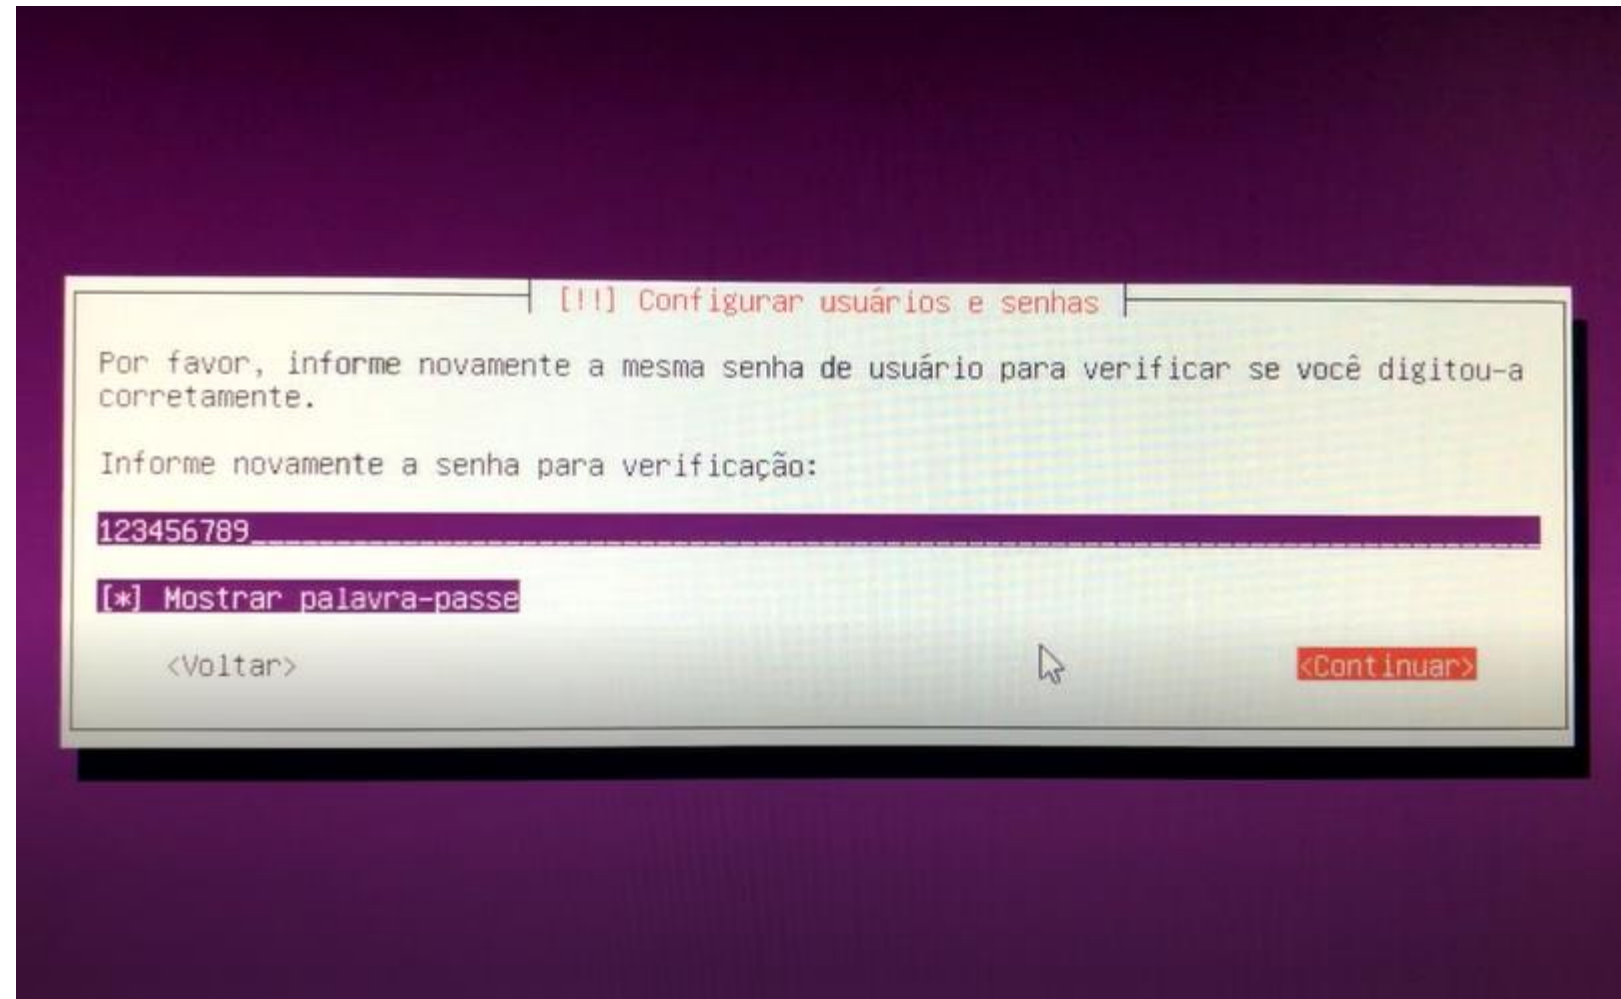 [!!] Configurar usuários e senhas
Por favor, informe novamente a mesma senha de usuário para verificar se você digitou-a
corretamente.
Informe novamente a senha para verificação:
123456789
[*] Mostrar palavra-passe
<Voltar> <Continuar>